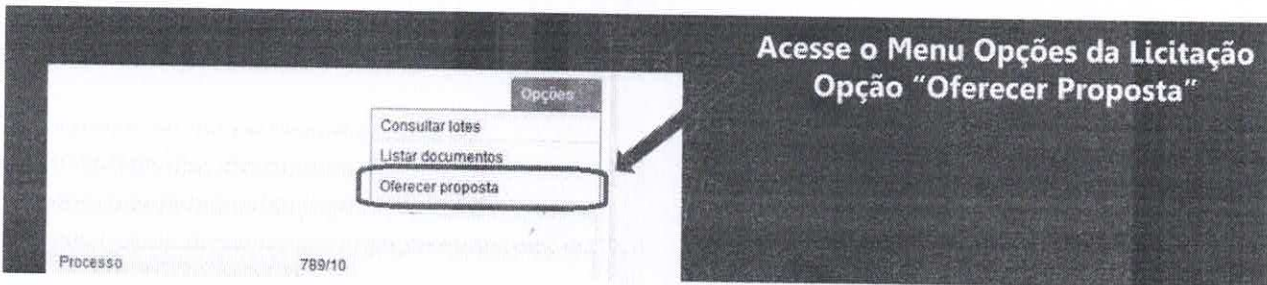 Acesse o Menu Opções da Licitação
Opção "Oferecer Proposta"
Opções
Consultar lotes
Listar documentos
Oferecer proposta
Processo 789/10